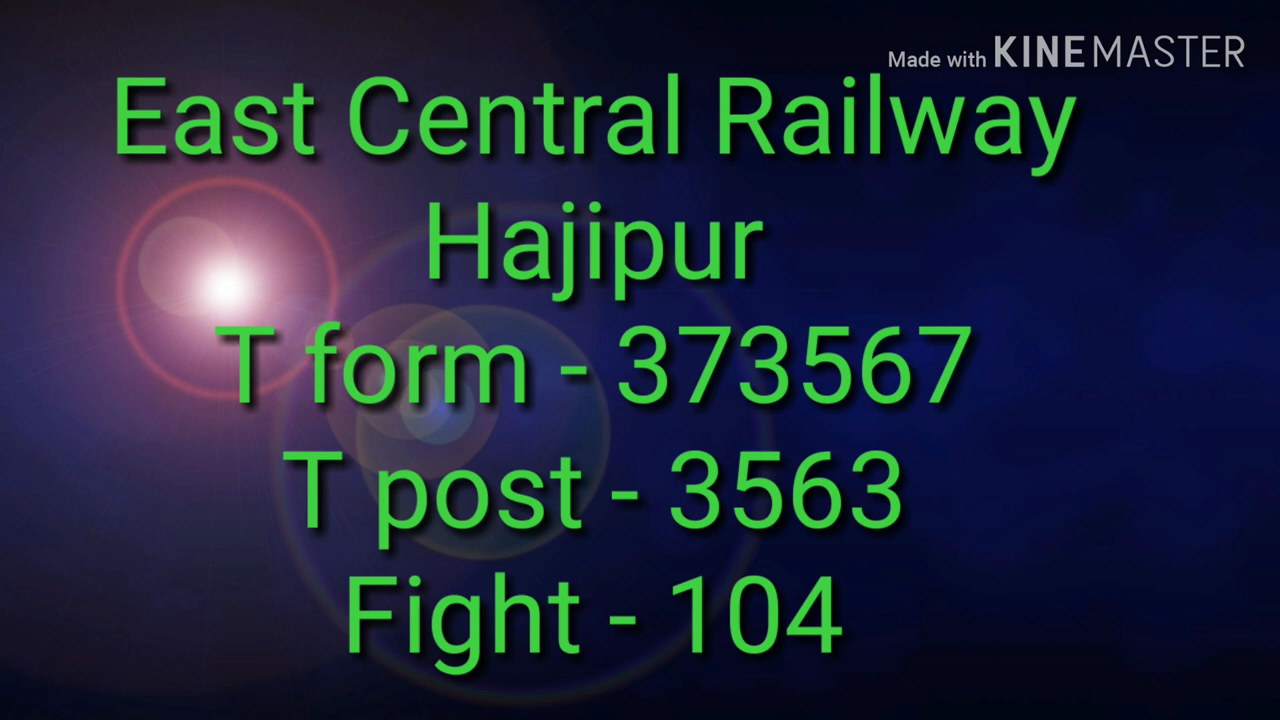 Made with KINEMASTER
East Central Railway
Hajipur
T form - 373567
T post - 3563
Fight - 104